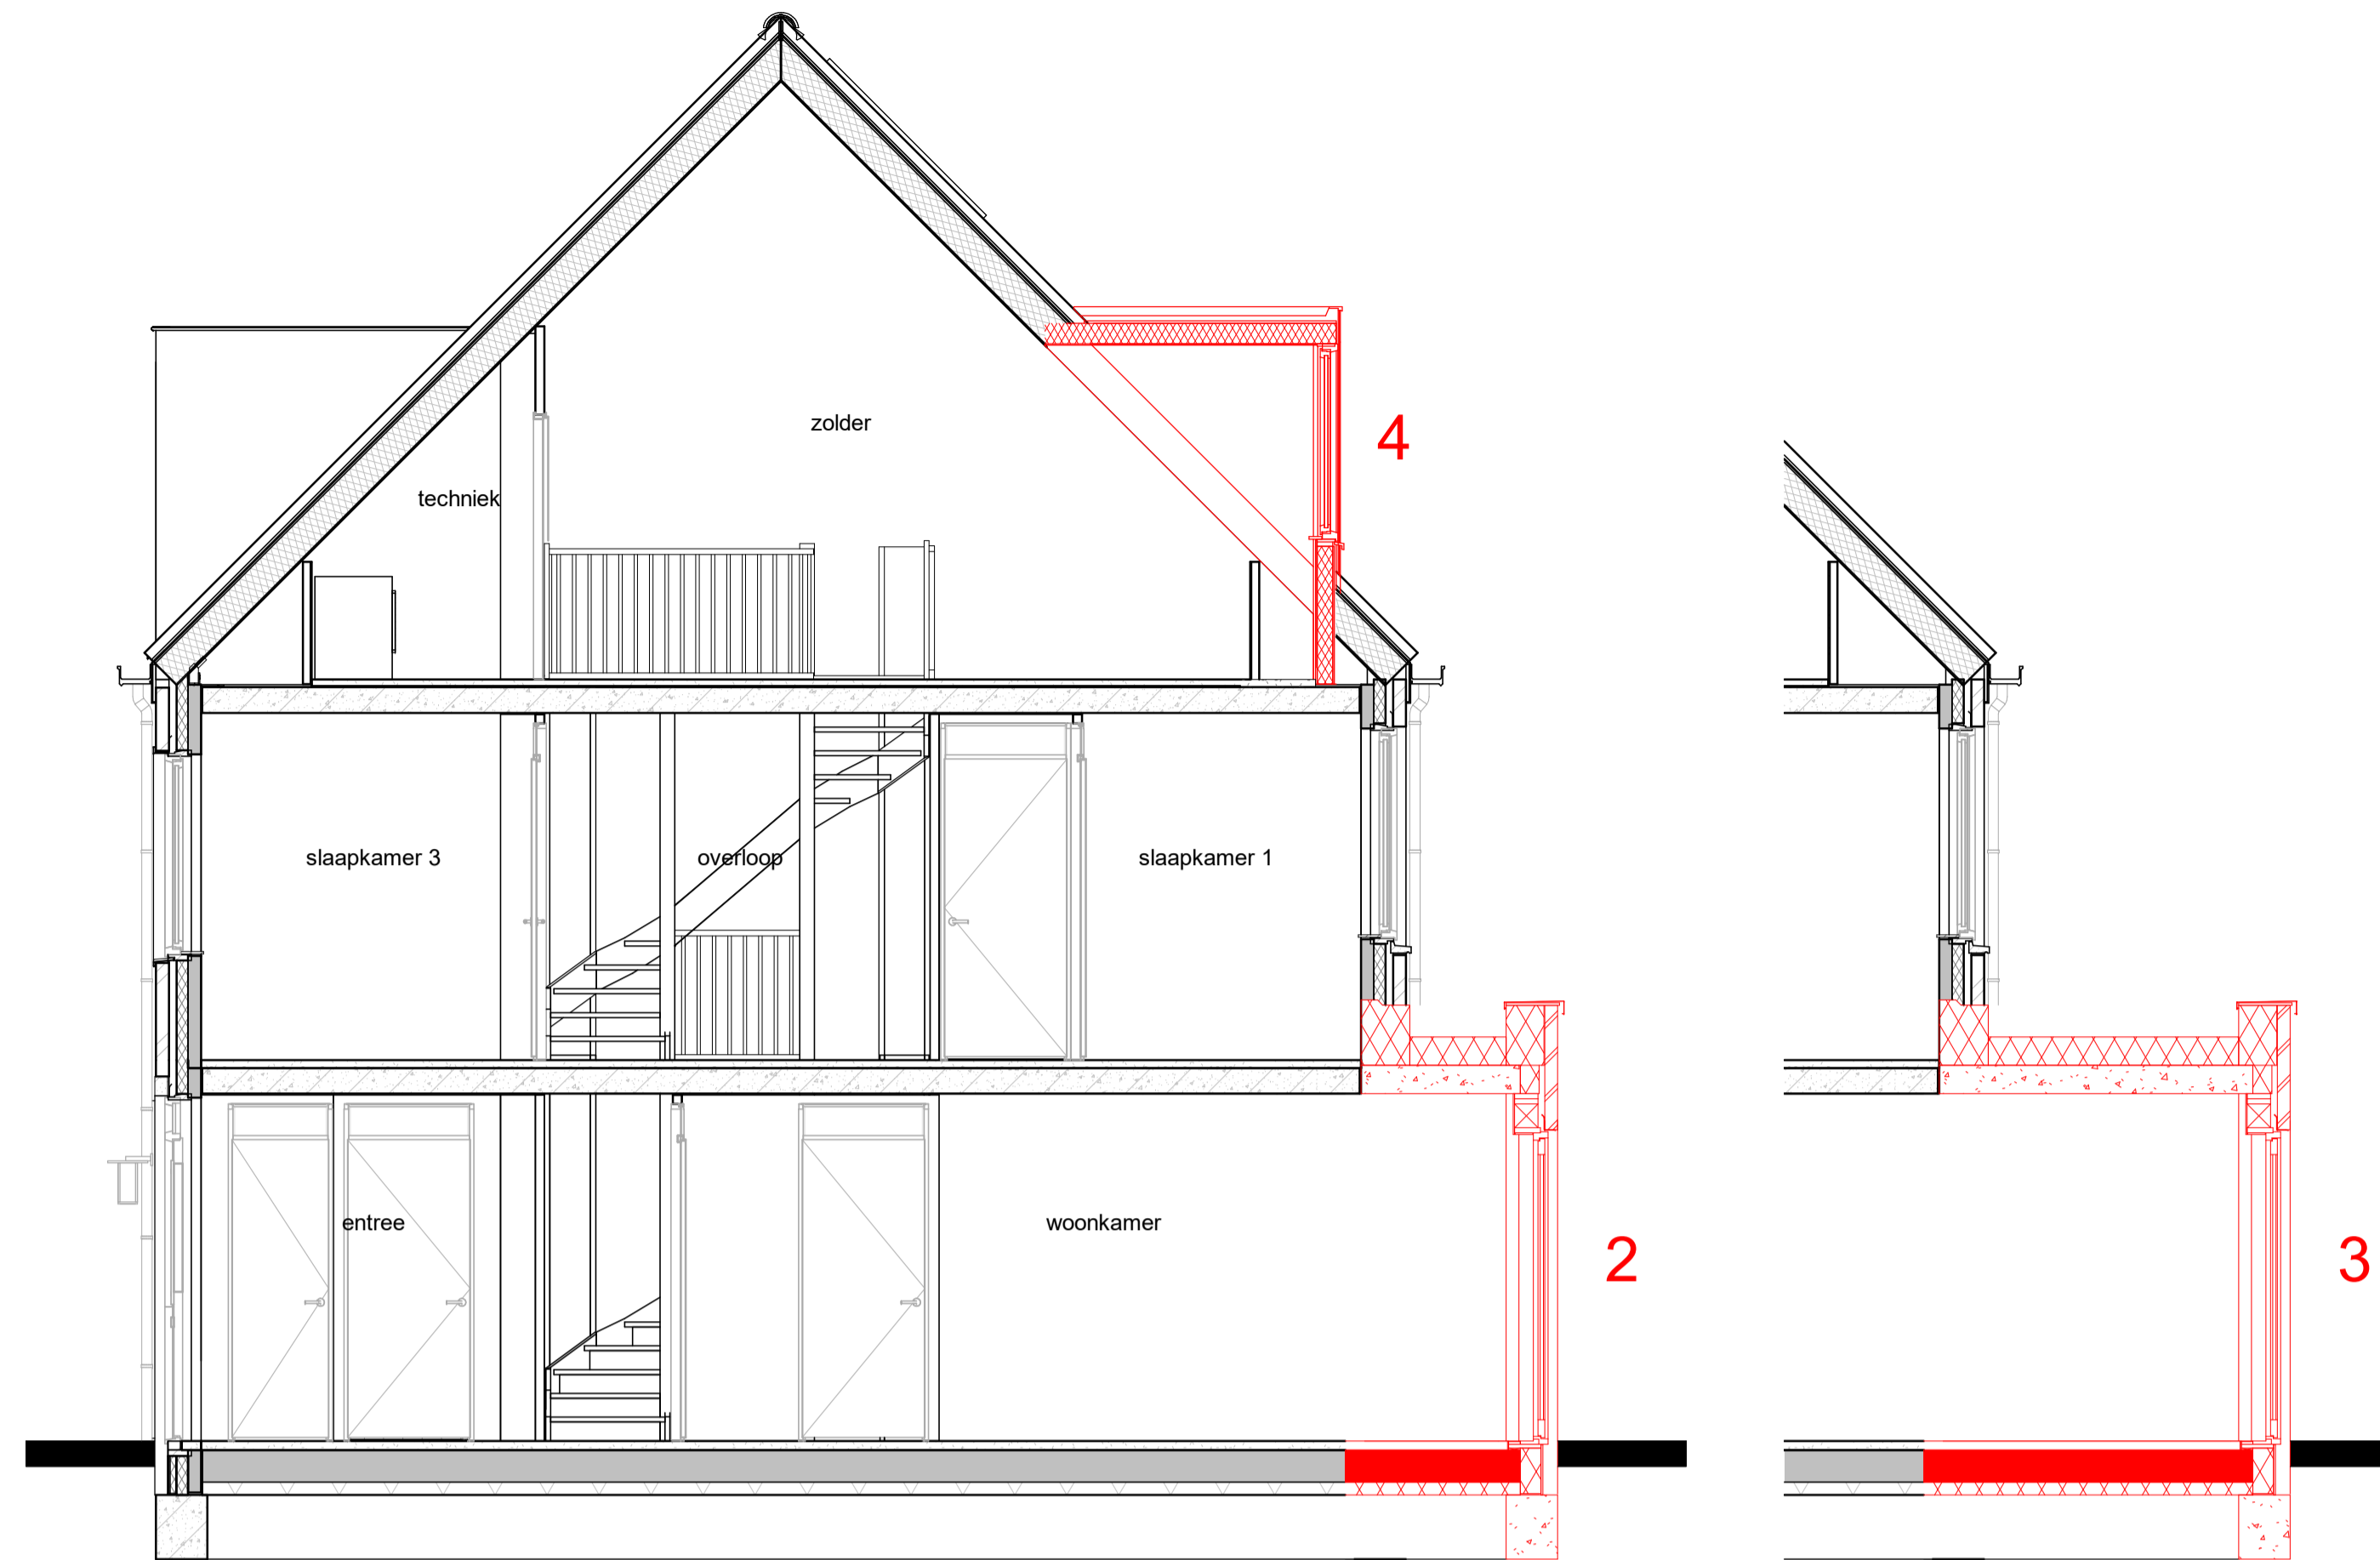 zolder
4
techniek
slaapkamer 3
overloop
slaapkamer 1
entree
woonkamer
2
3